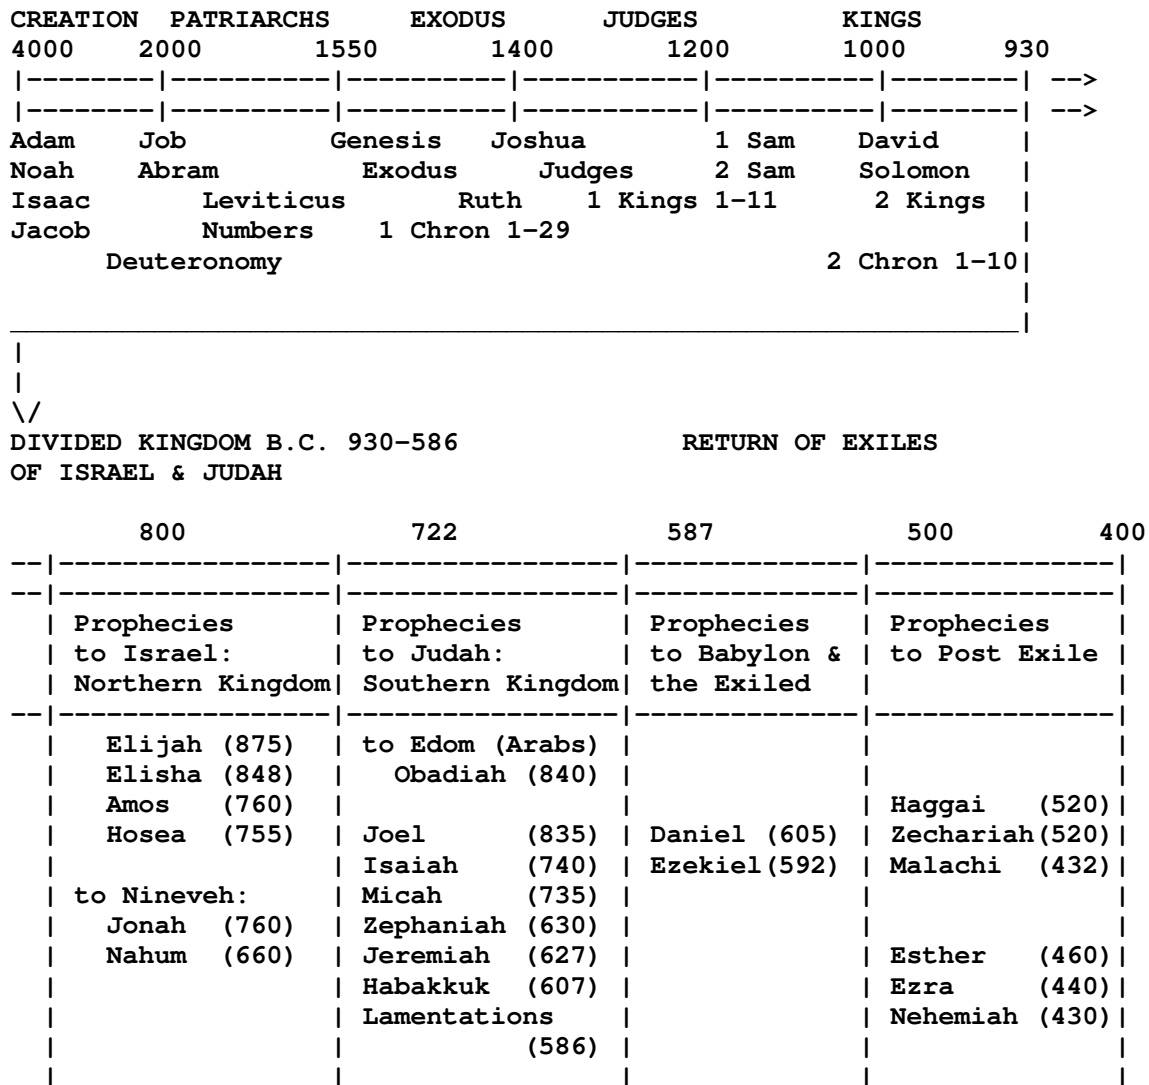 CREATION  PATRIARCHS     EXODUS      JUDGES         KINGS
4000    2000         1550       1400        1200       1000      930
|--------|----------|----------|-----------|----------|--------| -->
|--------|----------|----------|-----------|----------|--------| -->
Adam    Job         Genesis   Joshua        1 Sam    David     |
Noah    Abram         Exodus     Judges     2 Sam    Solomon   |
Isaac       Leviticus       Ruth    1 Kings 1-11      2 Kings  |
Jacob       Numbers    1 Chron 1-29                            |
      Deuteronomy                                  2 Chron 1-10|
                                                               |
_______________________________________________________________|
|
|
\/
DIVIDED KINGDOM B.C. 930-586              RETURN OF EXILES
OF ISRAEL & JUDAH
        800              722             587            500         400
--|-----------------|-----------------|--------------|---------------|
--|-----------------|-----------------|--------------|---------------|
  | Prophecies      | Prophecies      | Prophecies   | Prophecies    |
  | to Israel:      | to Judah:       | to Babylon & | to Post Exile |
  | Northern Kingdom| Southern Kingdom| the Exiled   |               |
--|-----------------|-----------------|--------------|---------------|
  |   Elijah (875)  | to Edom (Arabs) |              |               |
  |   Elisha (848)  |   Obadiah (840) |              |               |
  |   Amos   (760)  |                 |              | Haggai   (520)|
  |   Hosea  (755)  | Joel      (835) | Daniel (605) | Zechariah(520)|
  |                 | Isaiah    (740) | Ezekiel(592) | Malachi  (432)|
  | to Nineveh:     | Micah     (735) |              |               |
  |   Jonah  (760)  | Zephaniah (630) |              |               |
  |   Nahum  (660)  | Jeremiah  (627) |              | Esther   (460)|
  |                 | Habakkuk  (607) |              | Ezra     (440)|
  |                 | Lamentations    |              | Nehemiah (430)|
  |                 |           (586) |              |               |
  |                 |                 |              |               |